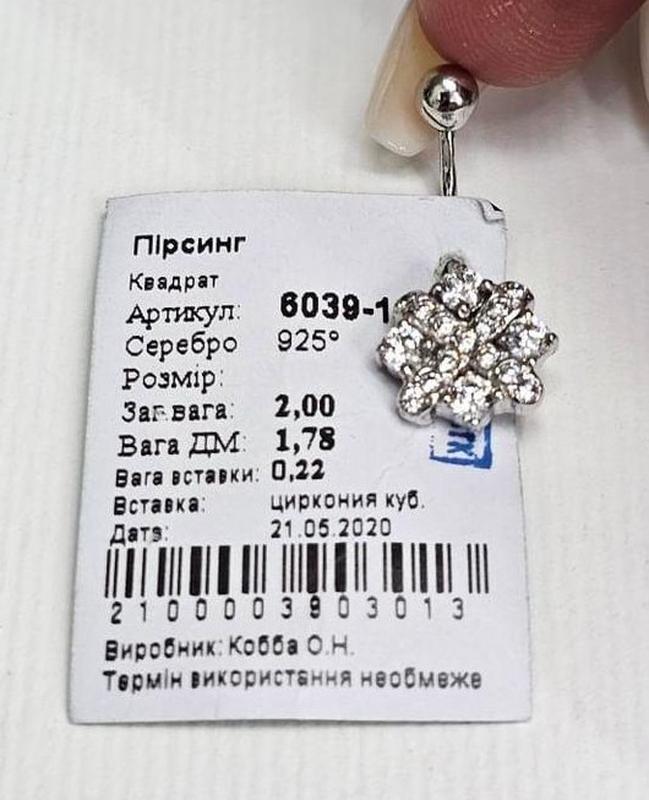 Пірсинг
Квадрат
Артикул: 6039-1
Серебро 925°
Розмір:
Заг.вага: 2,00
Вага ДМ: 1,78
Вага вставки: 0,22
Вставка: циркония куб.
Дата: 21.05.2020
2100003903013
Виробник: Кобба О.Н.
Термін використання необмеже